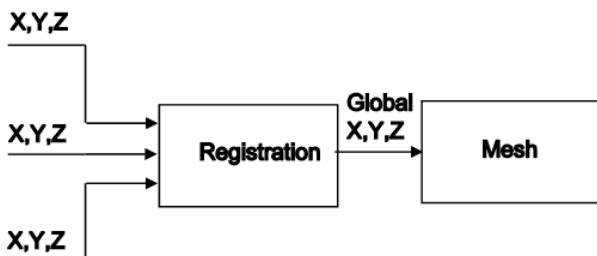 X,Y,Z
X,Y,Z
X,Y,Z
Registration
Global
X,Y,Z
Mesh